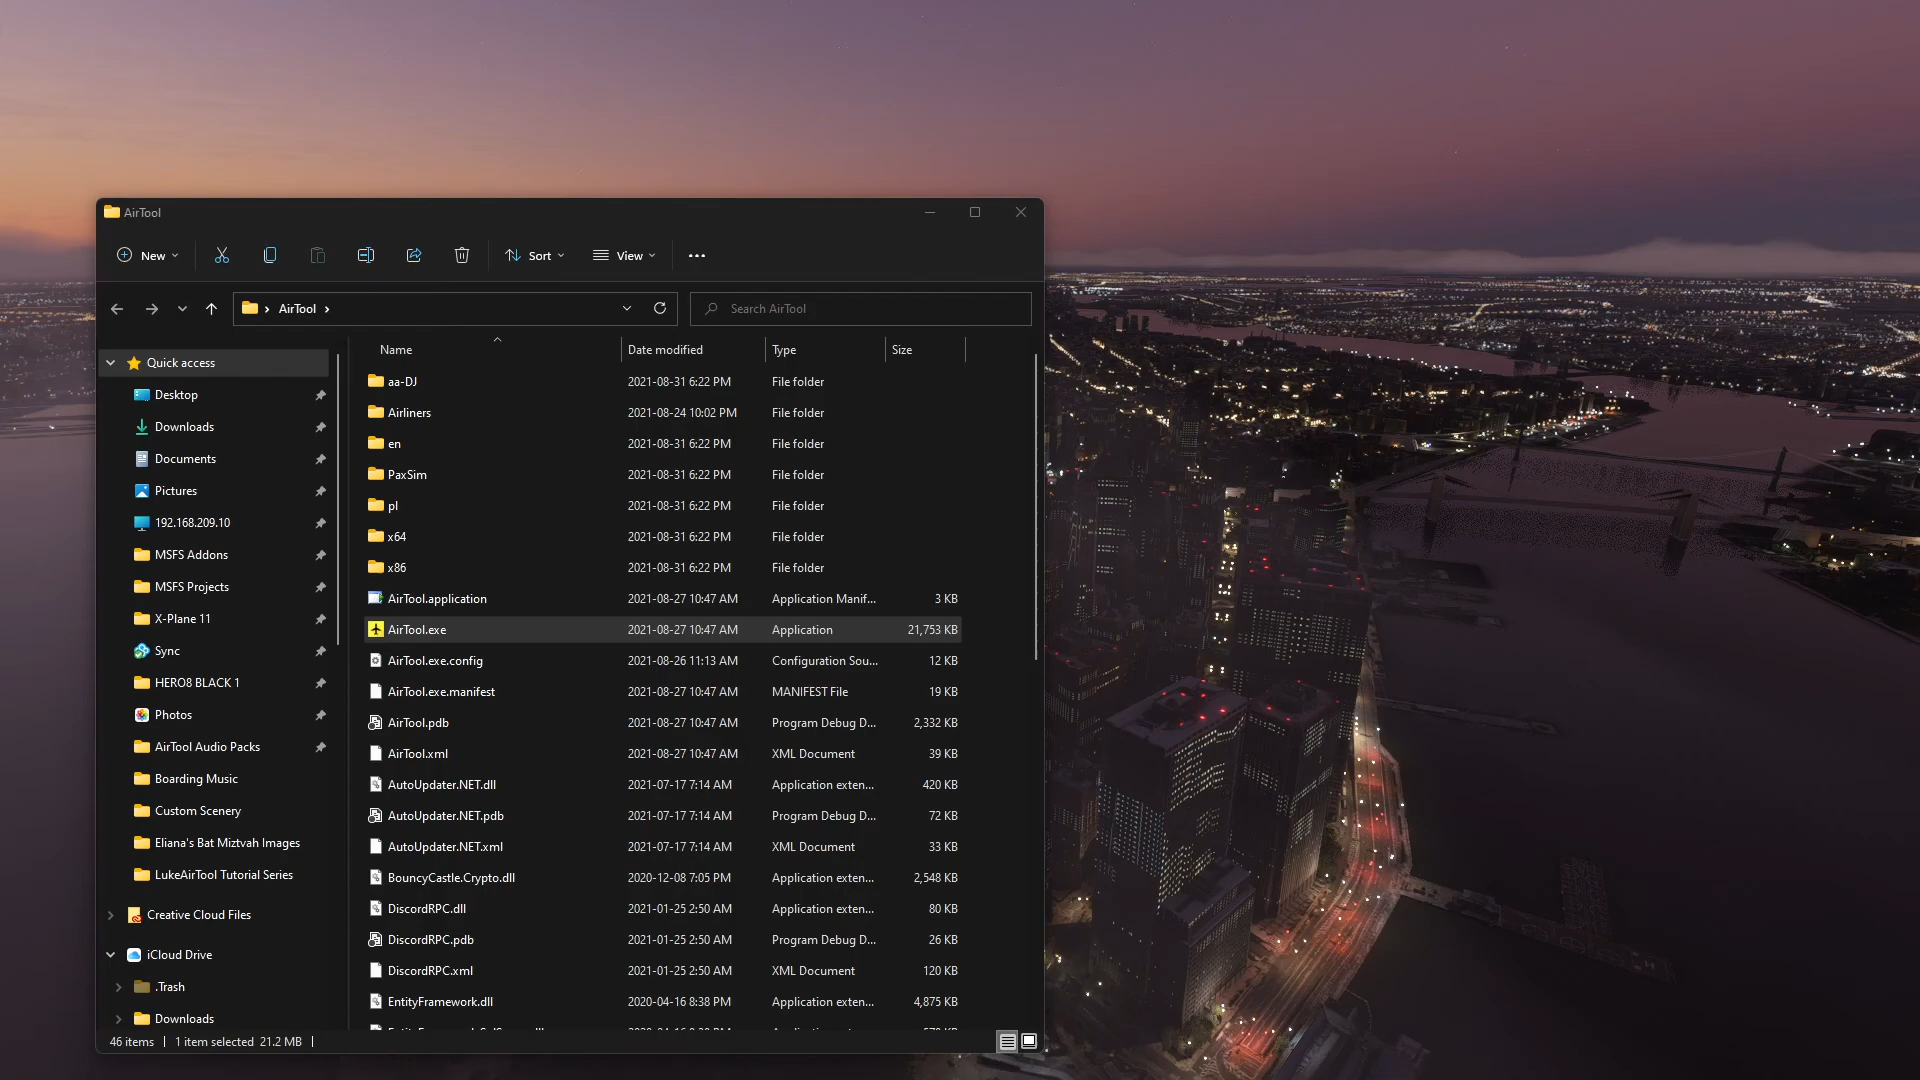 AirTool
New
Sort
View
AirTool
Search AirTool
Name
Date modified
Type
Size
Quick access
Desktop
Downloads
Documents
Pictures
192.168.209.10
MSFS Addons
MSFS Projects
X-Plane 11
Sync
HERO8 BLACK 1
Photos
AirTool Audio Packs
Boarding Music
Custom Scenery
Eliana's Bat Miztvah Images
LukeAirTool Tutorial Series
Creative Cloud Files
iCloud Drive
.Trash
Downloads
aa-DJ 2021-08-31 6:22 PM File folder
Airliners 2021-08-24 10:02 PM File folder
en 2021-08-31 6:22 PM File folder
PaxSim 2021-08-31 6:22 PM File folder
pl 2021-08-31 6:22 PM File folder
x64 2021-08-31 6:22 PM File folder
x86 2021-08-31 6:22 PM File folder
AirTool.application 2021-08-27 10:47 AM Application Manif... 3 KB
AirTool.exe 2021-08-27 10:47 AM Application 21,753 KB
AirTool.exe.config 2021-08-26 11:13 AM Configuration Sou... 12 KB
AirTool.exe.manifest 2021-08-27 10:47 AM MANIFEST File 19 KB
AirTool.pdb 2021-08-27 10:47 AM Program Debug D... 2,332 KB
AirTool.xml 2021-08-27 10:47 AM XML Document 39 KB
AutoUpdater.NET.dll 2021-07-17 7:14 AM Application exten... 420 KB
AutoUpdater.NET.pdb 2021-07-17 7:14 AM Program Debug D... 72 KB
AutoUpdater.NET.xml 2021-07-17 7:14 AM XML Document 33 KB
BouncyCastle.Crypto.dll 2020-12-08 7:05 PM Application exten... 2,548 KB
DiscordRPC.dll 2021-01-25 2:50 AM Application exten... 80 KB
DiscordRPC.pdb 2021-01-25 2:50 AM Program Debug D... 26 KB
DiscordRPC.xml 2021-01-25 2:50 AM XML Document 120 KB
EntityFramework.dll 2020-04-16 8:38 PM Application exten... 4,875 KB
46 items
1 item selected 21.2 MB